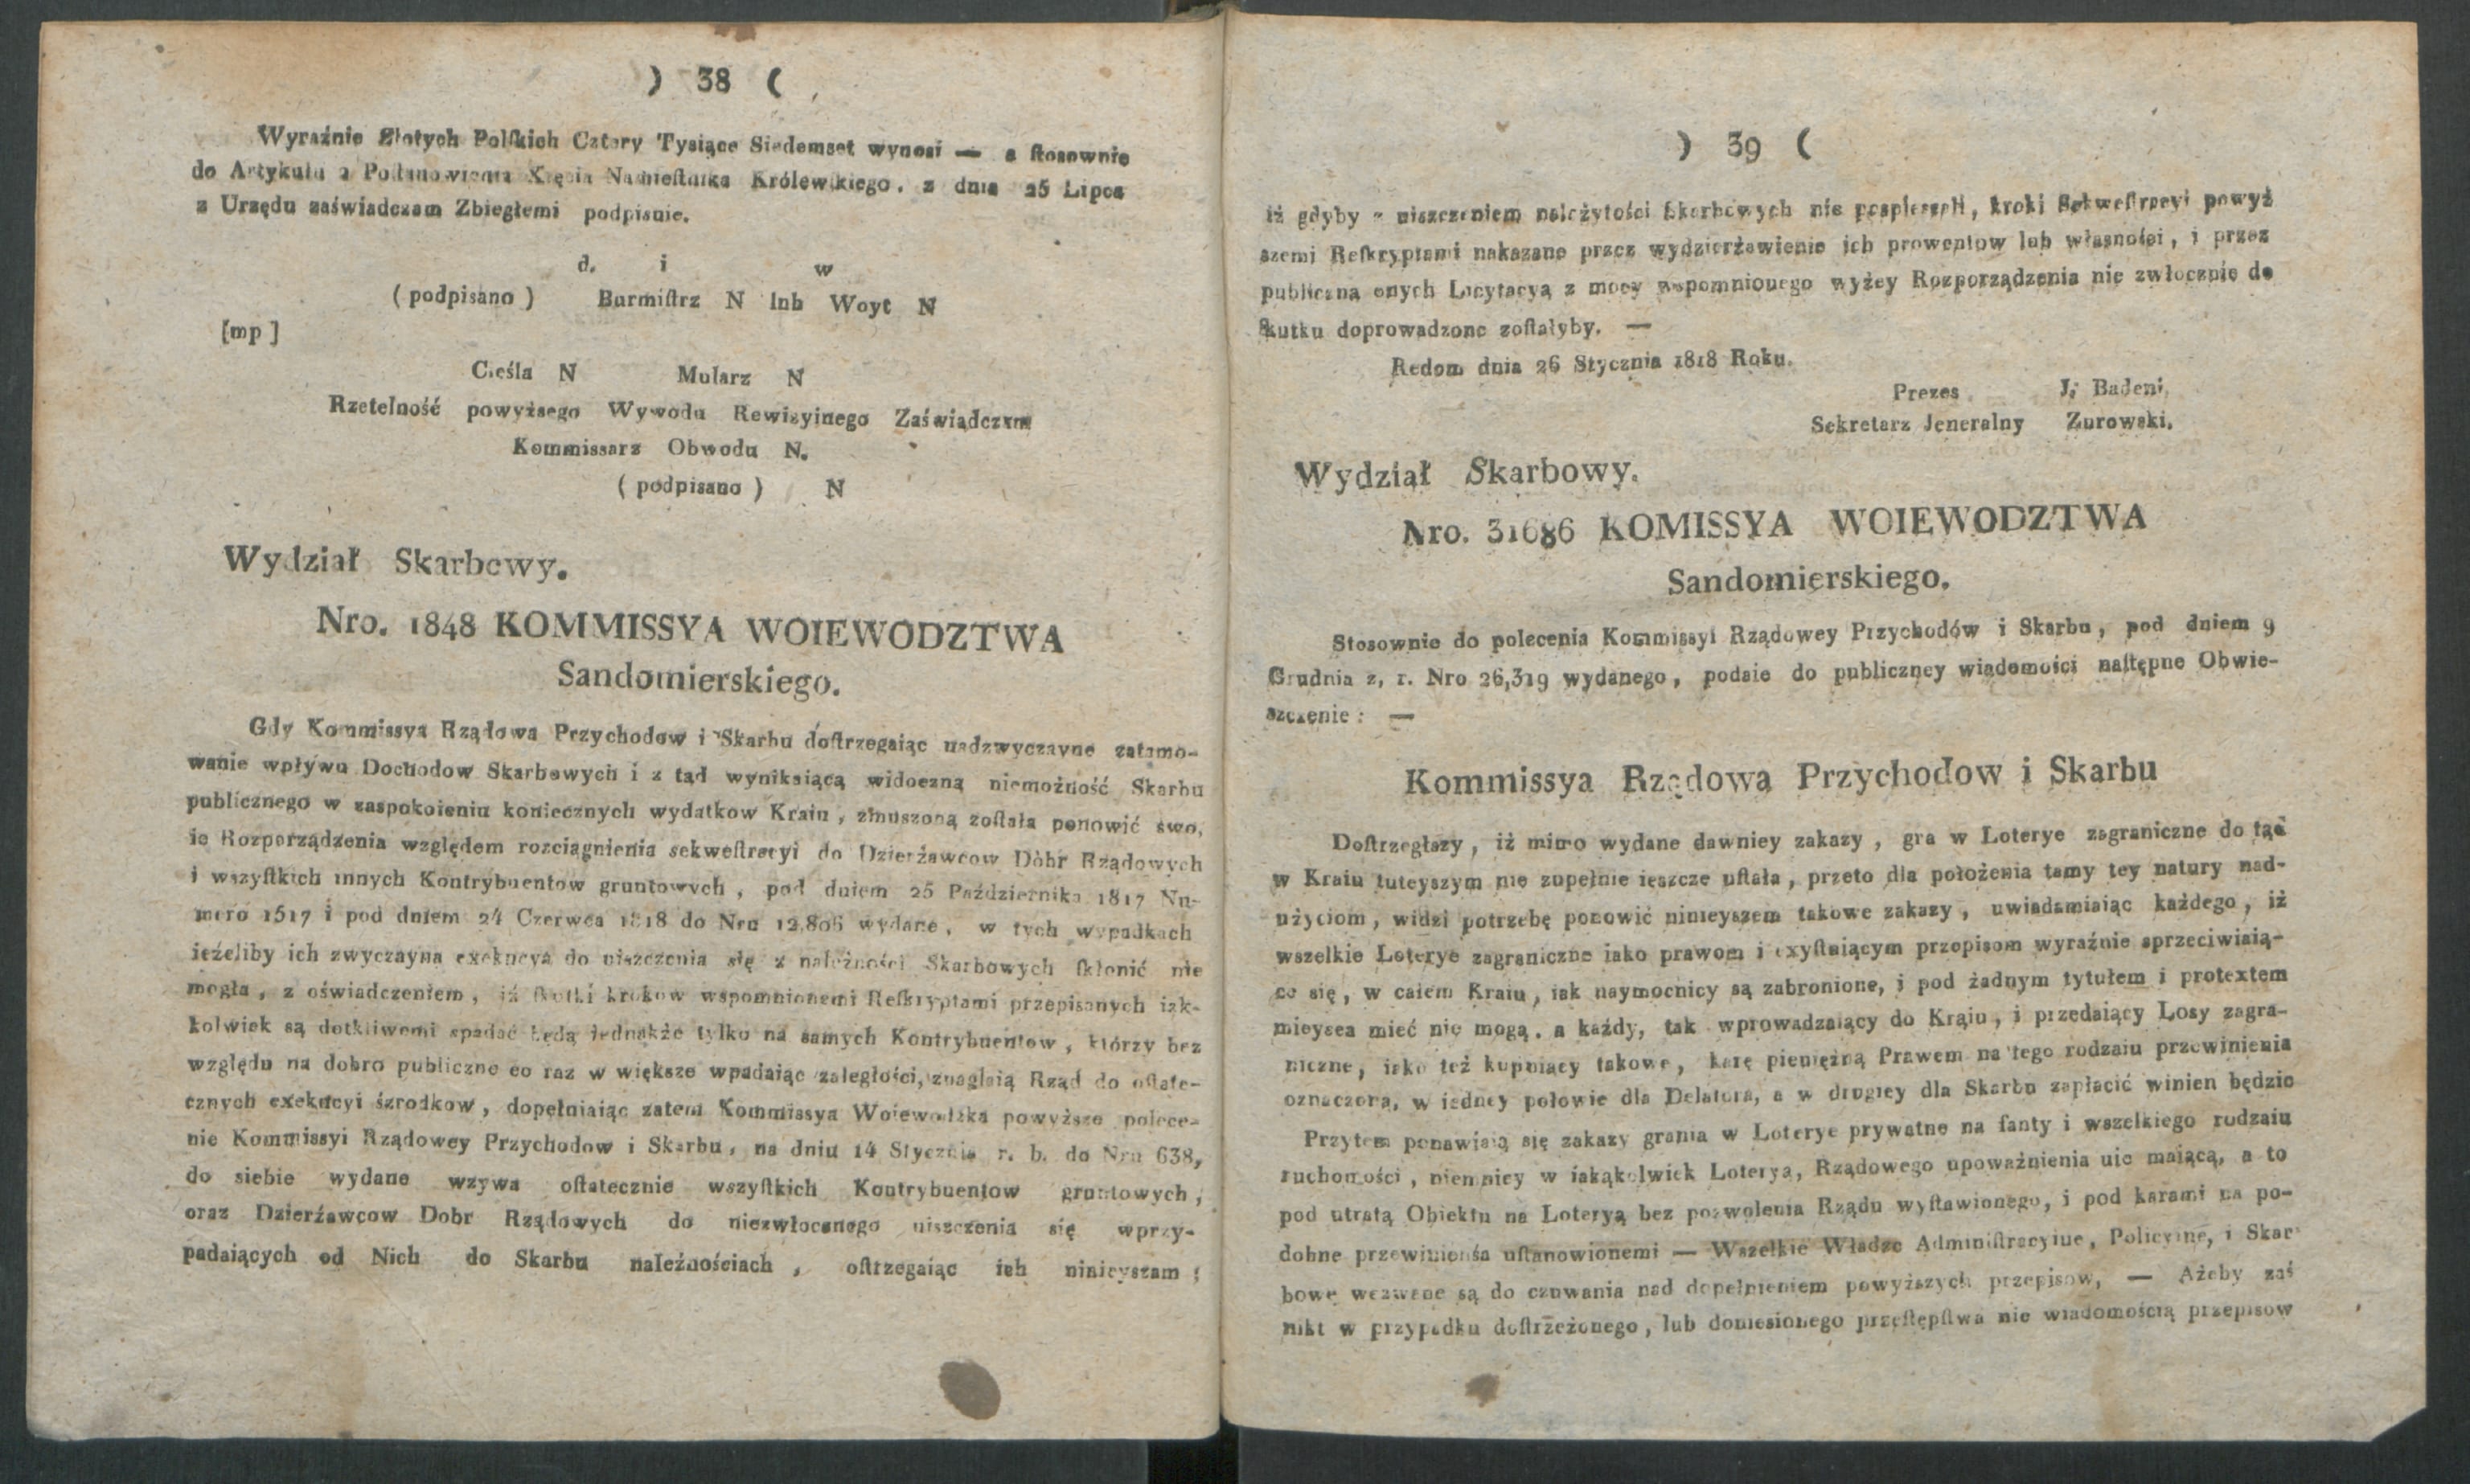 ) 38 (
Wyraźnie Złotych Polſkich Cztery Tysiące Siedemset wynosi — a ſtosownie
do Artykułu 2 Poſtanowienia Xięcia Namieſtnika Królewſkiego, z dnia 25 Lipca
z Urzędu zaświadczam Zbiegłemi podpisuie.
d. i w
( podpisano ) Burmiſtrz N lub Woyt N
[mp]
Cieśla N Mularz N
Rzetelność powyższego Wywodu Rewizyinego Zaświadczam
Kommissarz Obwodu N.
( podpisano ) N
Wydział Skarbowy.
Nro. 1848 KOMMISSYA WOIEWODZTWA
Sandomierskiego.
Gdy Kommissya Rządowa Przychodow i Skarbu doſtrzegaiąc nadzwyczayne zatamo-
wanie wpływu Dochodow Skarbowych i z tąd wynikaiącą widoczną niemożność Skarbu
publicznego w zaspokoieniu koniecznych wydatkow Kraiu, zmuszoną zoſtała ponowić swo,
ie Rozporządzenia względem rozciągnienia sekweſtracyi do Dzierżawcow Dóbr Rządowych
i wszyſtkich innych Kontrybuentow gruntowych, pod dniem 25 Października 1817 Nu-
mero 1517 i pod dniem 24 Czerwca 1818 do Nru 12,806 wydane, w tych wypadkach
ieżeliby ich zwyczayna exekucya do uiszczenia się z należności Skarbowych ſkłonić nie
mogła, z oświadczeniem, iż ſkutki krokow wspomnionemi Reſkryptami przepisanych iak-
kolwiek są dotkliwemi spadać będą iednakże tylko na samych Kontrybuentow, którzy bez
względu na dobro publiczne co raz w większe wpadaiąc zaległości, znaglaią Rząd do oſtate-
cznych exekucyi śzrodkow, dopełniaiąc zatem Kommissya Woiewodzka powyższe polece-
nie Kommissyi Rządowey Przychodow i Skarbu, na dniu 14 Stycznia r. b. do Nru 638,
do siebie wydane wzywa oſtatecznie wszyſtkich Kontrybuentow gruntowych,
oraz Dzierżawcow Dobr Rządowych do niezwłocznego uiszczenia się wprzy-
padaiących od Nich do Skarbu należnościach, oſtrzegaiąc ich ninieyszam ;
) 39 (
iż gdyby z uiszczeniem należytości Skarbowych nie pospieszyli, kroki Sekweſtracyi powyż
szemi Reſkryptami nakazane przez wydzierżawienie ich prowentow lub własności, i przez
publiczną onych Licytacyą z mocy wspomnionego wyżey Rozporządzenia nie zwłocznie do
ſkutku doprowadzone zoſtałyby. —
Redom dnia 26 Stycznia 1818 Roku.
Prezes J. Badeni,
Sekretarz Jeneralny Zurowski.
Wydział Skarbowy.
Nro. 31686 KOMISSYA WOIEWODZTWA
Sandomierskiego.
Stosownie do polecenia Kommissyi Rządowey Przychodów i Skarbu, pod dniem 9
Grudnia z, r. Nro 26,319 wydanego, podaie do publiczney wiadomości naſtępne Obwie-
szczenie: —
Kommissya Rządowa Przychodow i Skarbu
Doſtrzegłszy, iż mimo wydane dawniey zakazy, gra w Loterye zagraniczne do tąd
w Kraiu tuteyszym nie zupełnie ieszcze uſtała, przeto dla położenia tamy tey natury nad-
użyciom, widzi potrzebę ponowić ninieyszem takowe zakazy, uwiadamiaiąc każdego, iż
wszelkie Loterye zagraniczne iako prawom i exyſtuiącym przepisom wyraźnie sprzeciwiaią-
ce się, w całem Kraiu, iak naymocnicy są zabronione, i pod żadnym tytułem i protextem
mieysca mieć nie mogą, a każdy, tak wprowadzaiący do Kraiu, i przedaiący Losy zagra-
niczne, iako też kupuiący takowe, karę pieniężną Prawem na tego rodzaiu przewinienia
oznaczoną, w iedney połowie dla Delatora, a w drugiey dla Skarbu zapłacić winien będzie
Przytem ponawiaią się zakazy grania w Loterye prywatne na fanty i wszelkiego rodzaiu
ruchomości, niemniey w iakąkolwiek Loterya, Rządowego upoważnienia nie maiącą, a to
pod utratą Obiektu na Loteryą bez pozwolenia Rządu wyſtawionego, i pod karami na po-
dobne przewinienia uſtanowionemi — Wszelkie Władze Adminiſtracyiue, Policyine, i Skar
bowe wezwane są do czuwania nad dopełnieniem powyższych przepisow, — Ażeby zaś
nikt w przypadku doſtrzeżonego, lub doniesionego przeſtępſtwa nie wiadomością przepisow